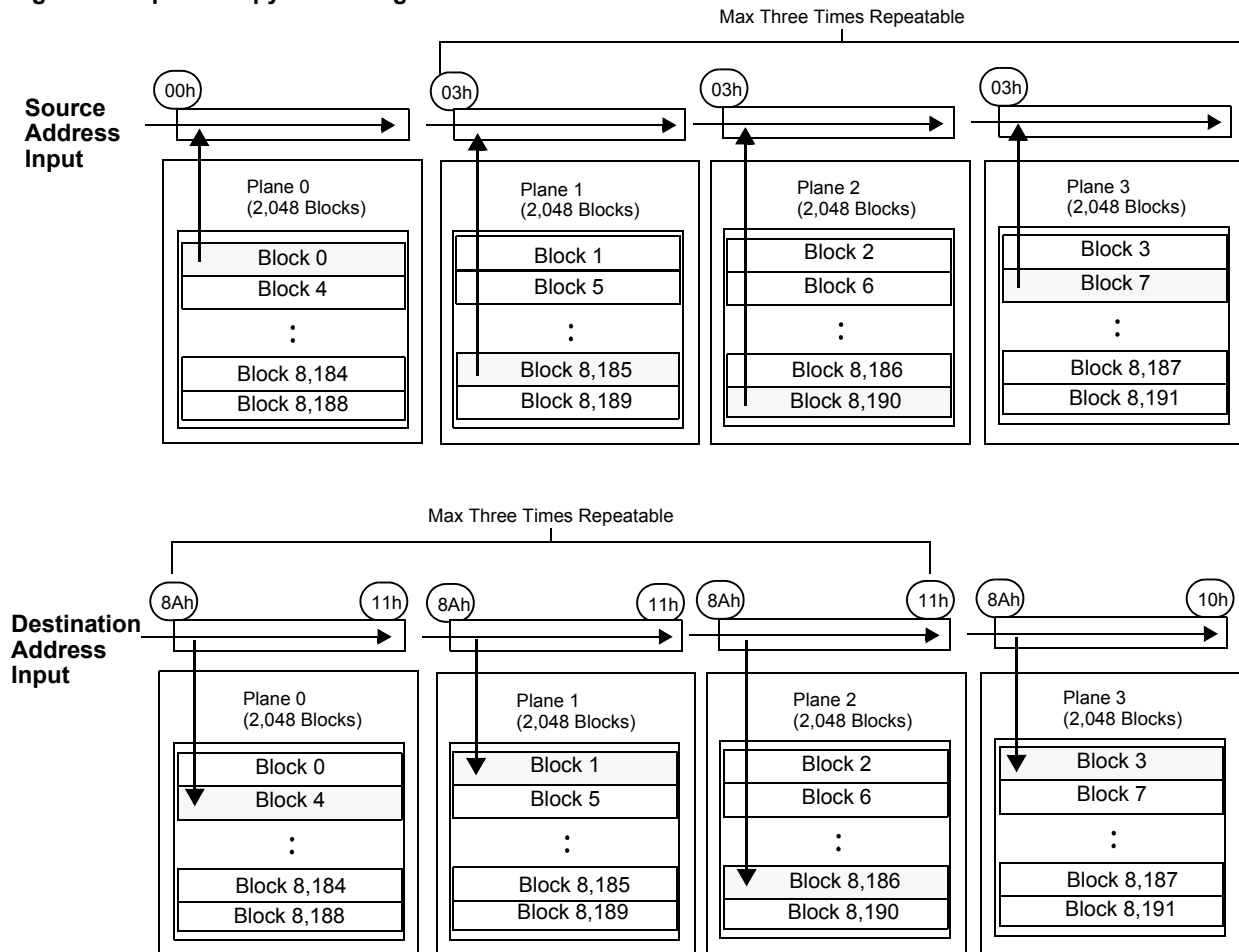 Max Three Times Repeatable
00h
03h
03h
03h
Source
Address
Input
Plane 0
(2,048 Blocks)
Block 0
Block 4
:
Block 8,184
Block 8,188
Plane 1
(2,048 Blocks)
Block 1
Block 5
:
Block 8,185
Block 8,189
Plane 2
(2,048 Blocks)
Block 2
Block 6
:
Block 8,186
Block 8,190
Plane 3
(2,048 Blocks)
Block 3
Block 7
:
Block 8,187
Block 8,191
Max Three Times Repeatable
8Ah
11h
8Ah
11h
8Ah
11h
8Ah
10h
Destination
Address
Input
Plane 0
(2,048 Blocks)
Block 0
Block 4
:
Block 8,184
Block 8,188
Plane 1
(2,048 Blocks)
Block 1
Block 5
:
Block 8,185
Block 8,189
Plane 2
(2,048 Blocks)
Block 2
Block 6
:
Block 8,186
Block 8,190
Plane 3
(2,048 Blocks)
Block 3
Block 7
:
Block 8,187
Block 8,191